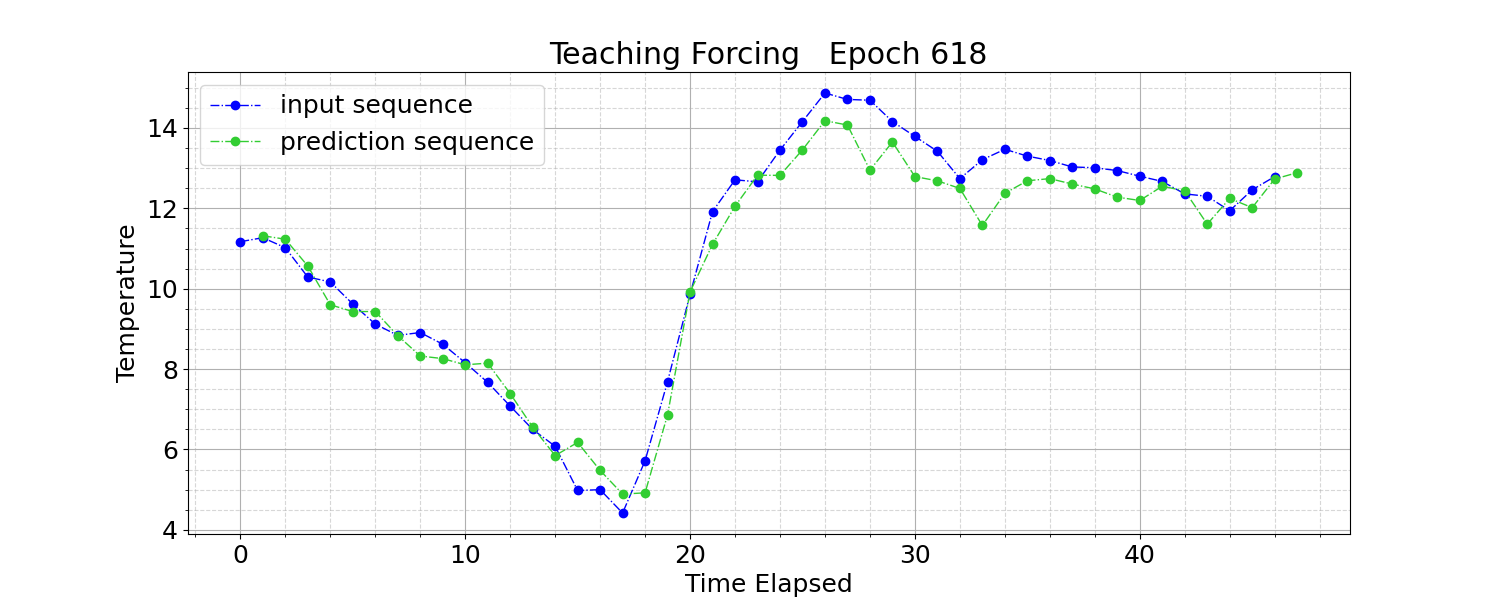 Teaching Forcing   Epoch 618
input sequence
prediction sequence
14
12
10
8
6
4
Temperature
0 10 20 30 40
Time Elapsed